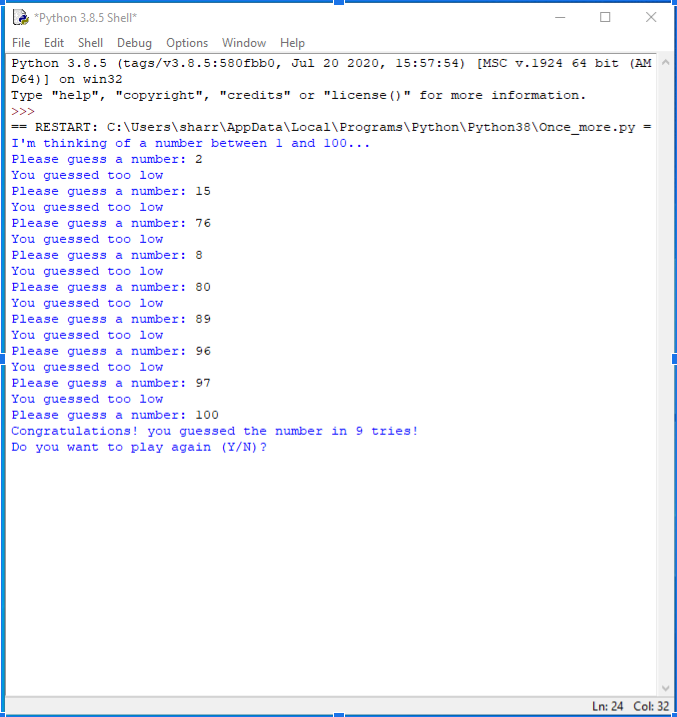 *Python 3.8.5 Shell*
File Edit Shell Debug Options Window Help
Python 3.8.5 (tags/v3.8.5:580fbb0, Jul 20 2020, 15:57:54) [MSC v.1924 64 bit (AM
D64)] on win32
Type "help", "copyright", "credits" or "license()" for more information.
>>>
== RESTART: C:\Users\sharr\AppData\Local\Programs\Python\Python38\Once_more.py =
I'm thinking of a number between 1 and 100...
Please guess a number: 2
You guessed too low
Please guess a number: 15
You guessed too low
Please guess a number: 76
You guessed too low
Please guess a number: 8
You guessed too low
Please guess a number: 80
You guessed too low
Please guess a number: 89
You guessed too low
Please guess a number: 96
You guessed too low
Please guess a number: 97
You guessed too low
Please guess a number: 100
Congratulations! you guessed the number in 9 tries!
Do you want to play again (Y/N)?
Ln: 24 Col: 32